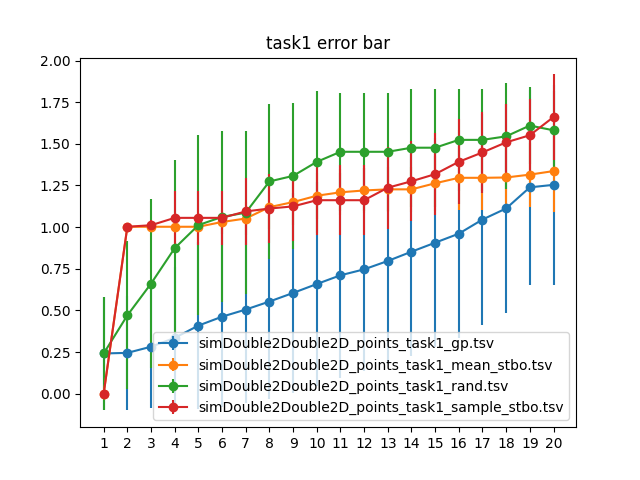 task1 error bar
2.00
1.75
1.50
1.25
1.00
0.75
0.50
0.25
0.00
simDouble2Double2D_points_task1_gp.tsv
simDouble2Double2D_points_task1_mean_stbo.tsv
simDouble2Double2D_points_task1_rand.tsv
simDouble2Double2D_points_task1_sample_stbo.tsv
1 2 3 4 5 6 7 8 9 10 11 12 13 14 15 16 17 18 19 20